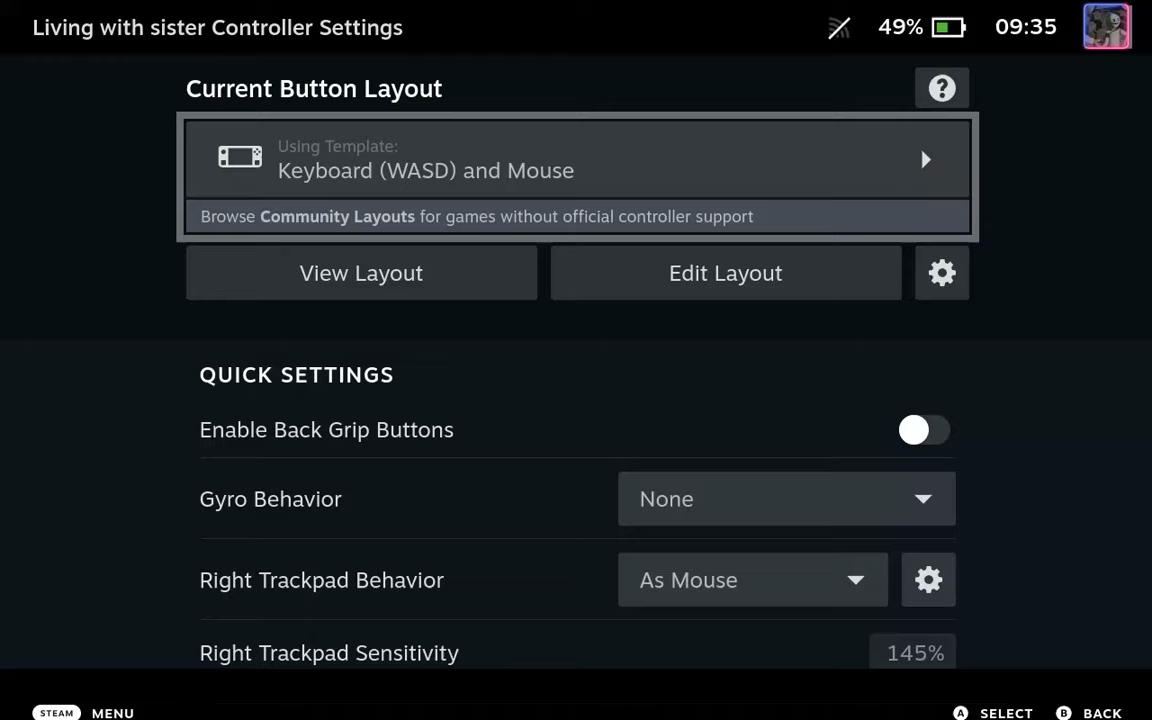 Living with sister Controller Settings
49%
09:35
Current Button Layout
?
Using Template:
Keyboard (WASD) and Mouse
Browse Community Layouts for games without official controller support
View Layout
Edit Layout
QUICK SETTINGS
Enable Back Grip Buttons
Gyro Behavior
None
Right Trackpad Behavior
As Mouse
Right Trackpad Sensitivity
145%
STEAM MENU
A SELECT
B BACK